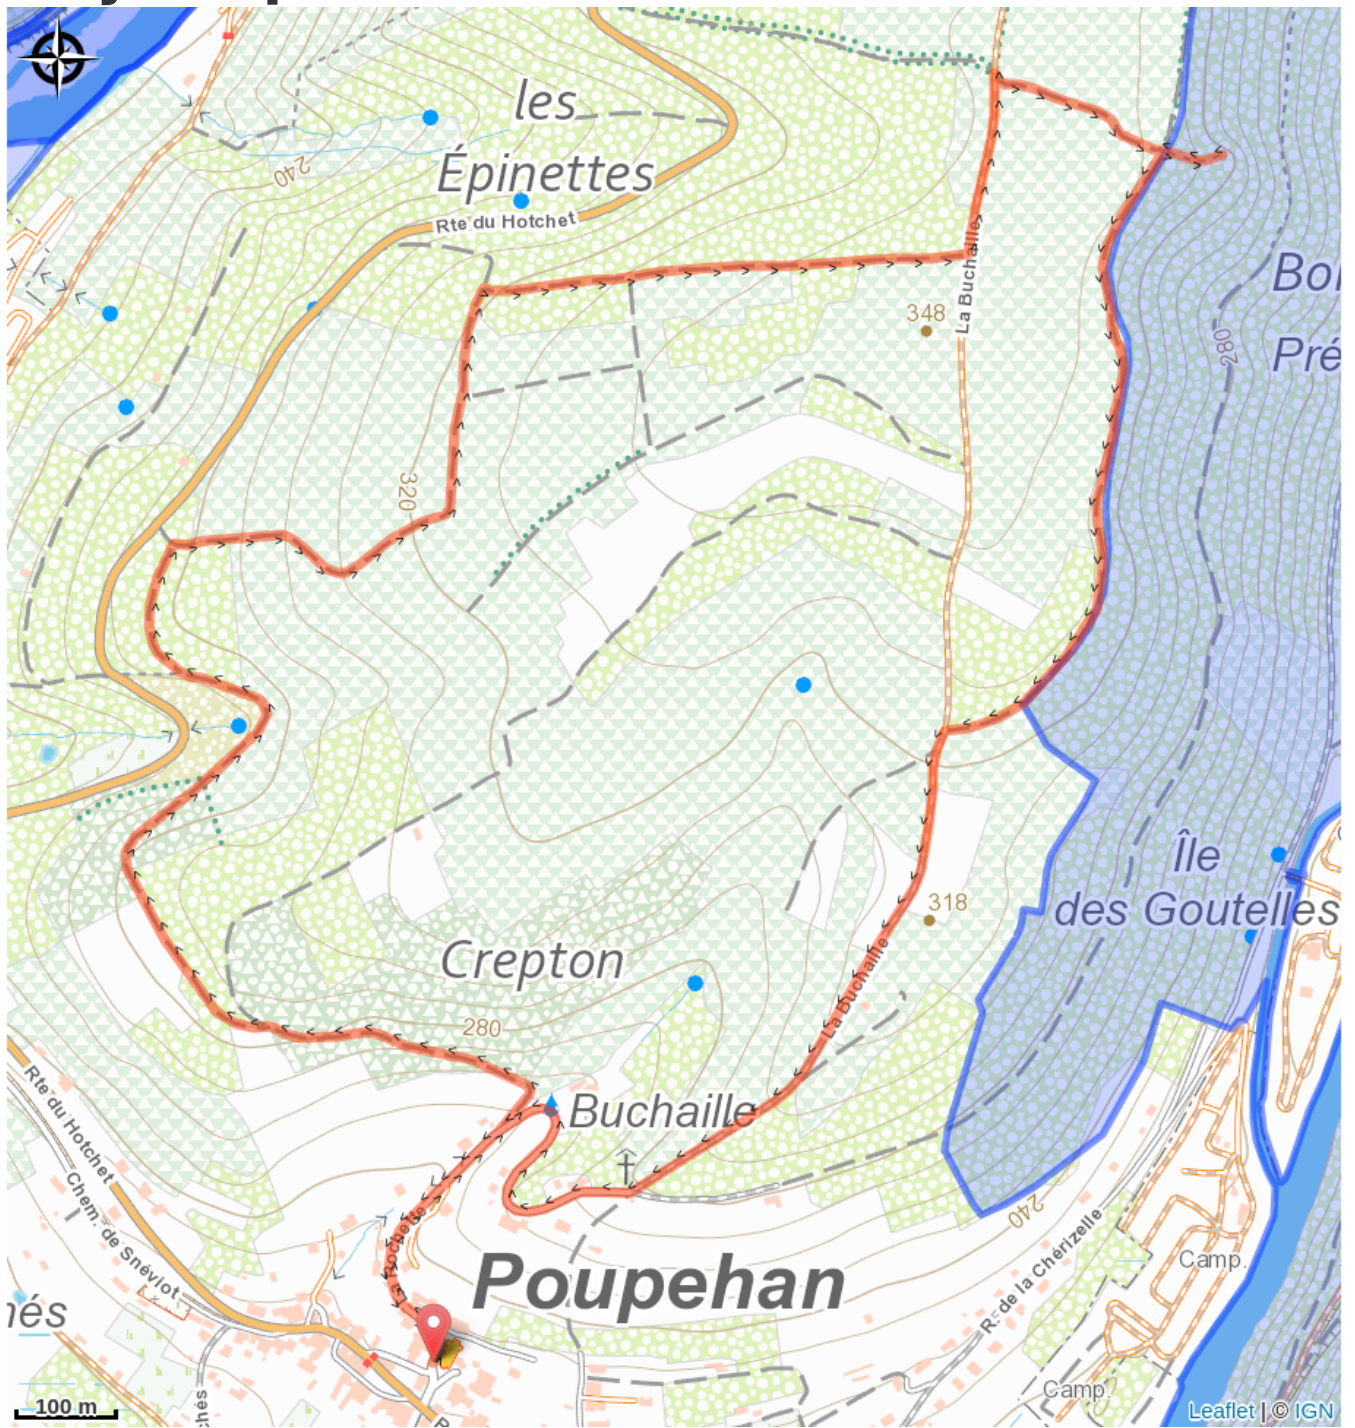 les
Épinettes
240
Rte du Hotchet
La Buchaille
348
280
320
Île
des Goutelles
318
Crepton
La Buchaille
280
Buchaille
Rte du Hotchet
Chem. de Snéviot
Poupehan
240
R. de la Chérizelle
Camp.
Camp.
100 m
Leaflet | © IGN